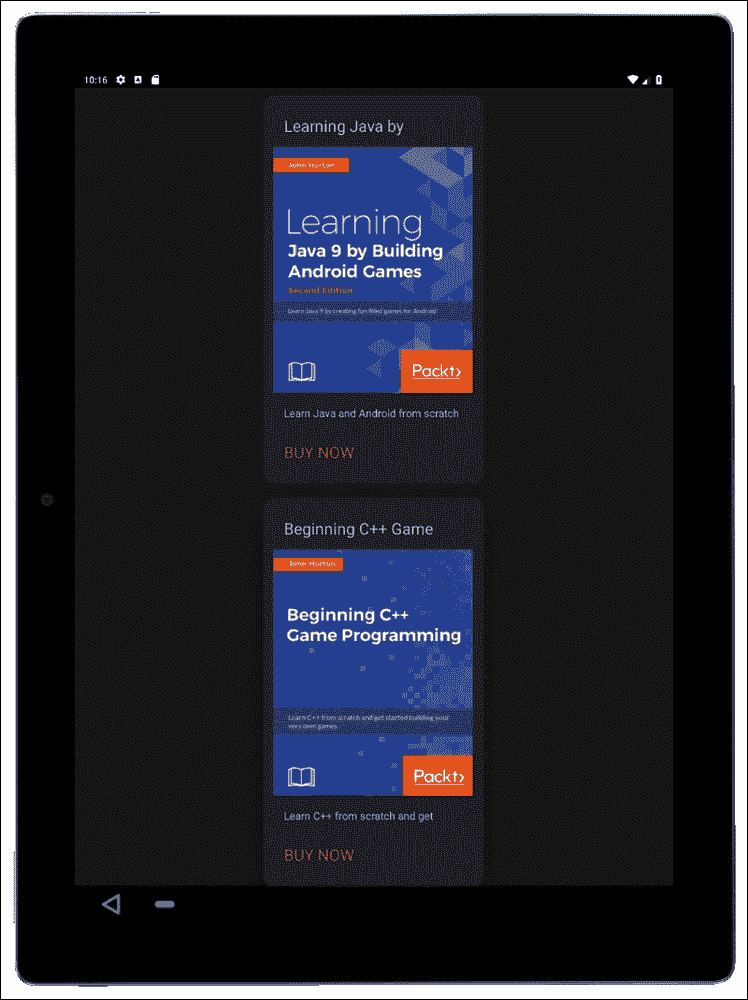 10:16
Learning Java by
John Horton
Learning
Java 9 by Building
Android Games
Second Edition
Learn Java 9 by creating fun filled games for Android
Packt>
Learn Java and Android from scratch
BUY NOW
Beginning C++ Game
John Horton
Beginning C++
Game Programming
Learn C++ from scratch and get started building your
very own games
Packt>
Learn C++ from scratch and get
BUY NOW